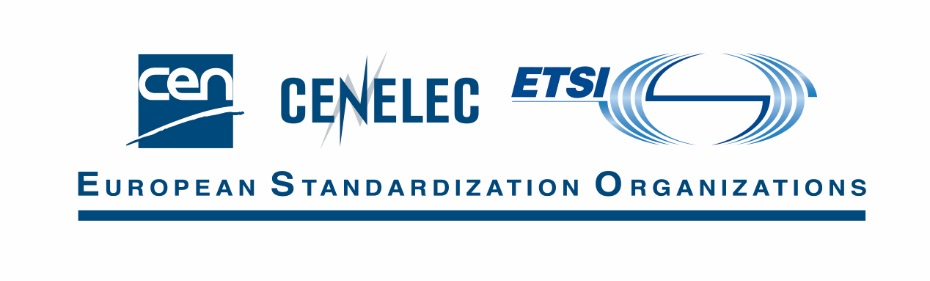 cen CENELEC ETSI
EUROPEAN STANDARDIZATION ORGANIZATIONS